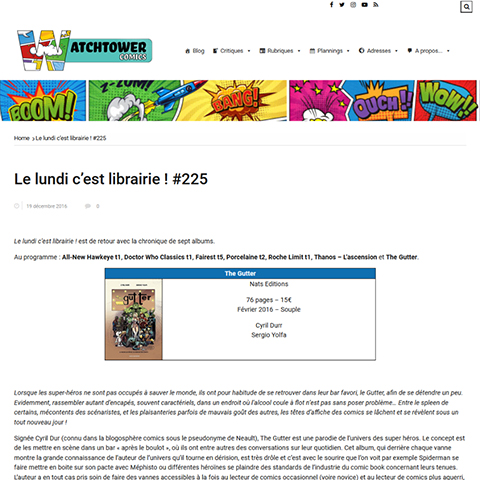 WATCHTOWER
COMICS
Blog Critiques Rubriques Plannings Adresses A propos...
BOOM! Z-ZUM! BANG! OUCH!! WOW!!
Home > Le lundi c'est librairie ! #225
Le lundi c'est librairie ! #225
19 décembre 2016 0
Le lundi c'est librairie ! est de retour avec la chronique de sept albums.
Au programme : All-New Hawkeye t1, Doctor Who Classics t1, Fairest t5, Porcelaine t2, Roche Limit t1, Thanos – L'ascension et The Gutter.
The Gutter
Nats Editions
76 pages – 15€
Février 2016 – Souple
Cyril Durr
Sergio Yolfa
gutter
Lorsque les super-héros ne sont pas occupés à sauver le monde, ils ont pour habitude de se retrouver dans leur bar favori, le Gutter, afin de se détendre un peu.
Evidemment, rassembler autant d'encapés, souvent caractériels, dans un endroit où l'alcool coule à flot n'est pas sans poser problème... Entre le spleen de
certains, mécontents des scénaristes, et les plaisanteries parfois de mauvais goût des autres, les têtes d'affiche des comics se lâchent et se révèlent sous un
tout nouveau jour !
Signée Cyril Dur (connu dans la blogosphère comics sous le pseudonyme de Neault), The Gutter est une parodie de l'univers des super héros. Le concept est
de les mettre en scène dans un bar « après le boulot », où ils ont entre autres des conversations sur leur quotidien. Cet album, qui derrière chaque vanne
montre la grande connaissance de l'auteur de l'univers qu'il tourne en dérision, est très drôle et c'est avec le sourire que l'on voit par exemple Spiderman se
faire mettre en boite sur son pacte avec Méphisto ou différentes héroïnes se plaindre des standards de l'industrie du comic book concernant leurs tenues.
L'auteur a en tout cas pris soin de faire des vannes accessibles à la fois au lecteur de comics occasionnel (voire novice) et au lecteur de comics plus aguerri,